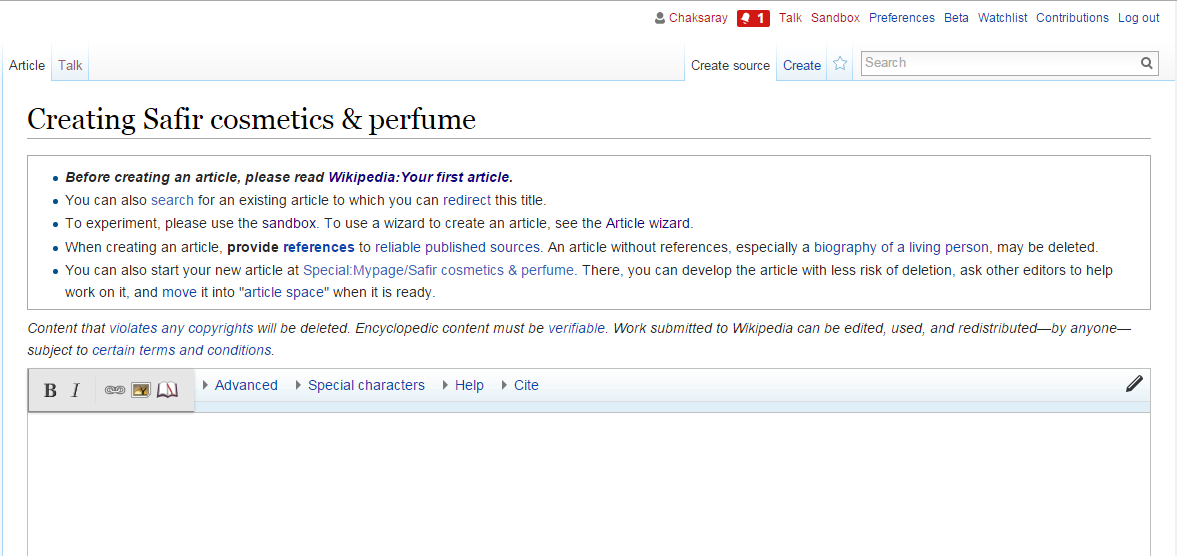 Chaksaray 1 Talk Sandbox Preferences Beta Watchlist Contributions Log out
Article Talk Create source Create Search
Creating Safir cosmetics & perfume
Before creating an article, please read Wikipedia:Your first article.
You can also search for an existing article to which you can redirect this title.
To experiment, please use the sandbox. To use a wizard to create an article, see the Article wizard.
When creating an article, provide references to reliable published sources. An article without references, especially a biography of a living person, may be deleted.
You can also start your new article at Special:Mypage/Safir cosmetics & perfume. There, you can develop the article with less risk of deletion, ask other editors to help
work on it, and move it into "article space" when it is ready.
Content that violates any copyrights will be deleted. Encyclopedic content must be verifiable. Work submitted to Wikipedia can be edited, used, and redistributed—by anyone—
subject to certain terms and conditions.
B I Advanced Special characters Help Cite